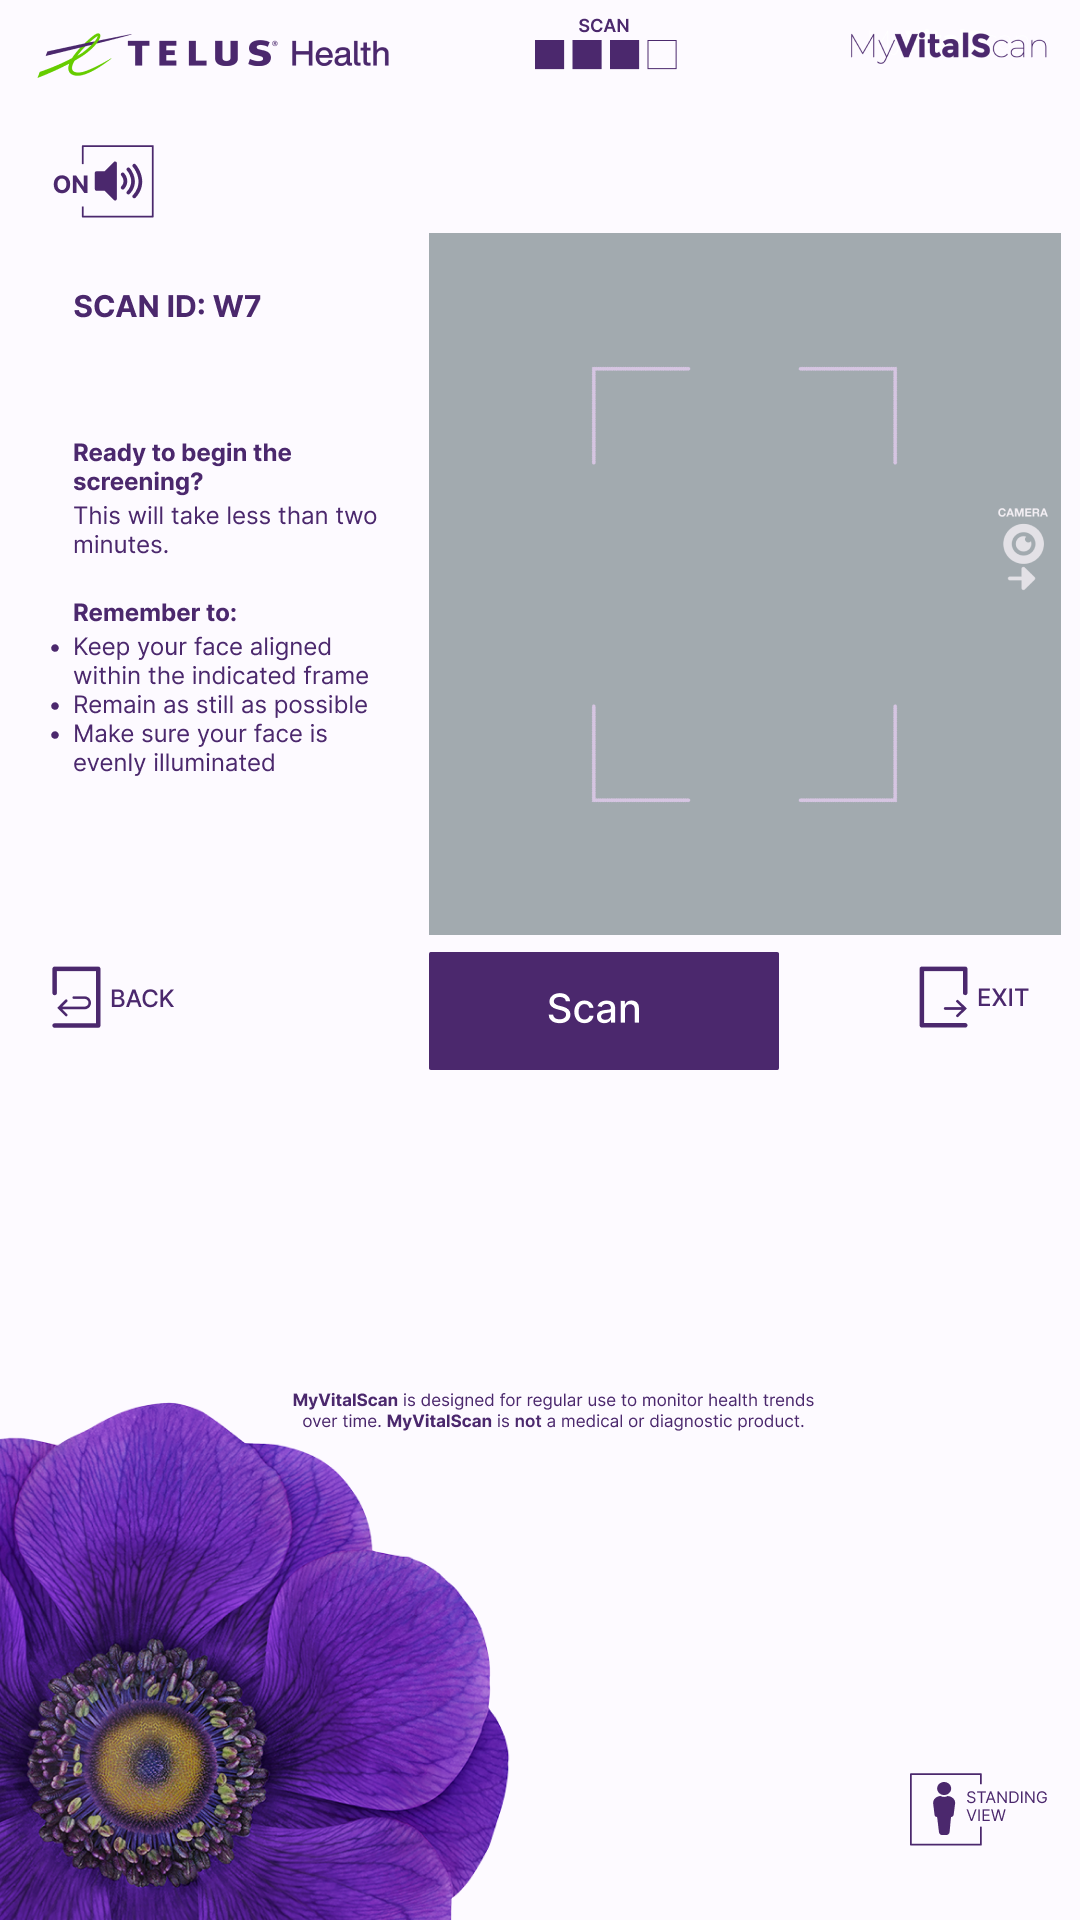 TELUS® Health
SCAN
MyVitalScan
ON
SCAN ID: W7
Ready to begin the
screening?
This will take less than two
minutes.
Remember to:
• Keep your face aligned
within the indicated frame
• Remain as still as possible
• Make sure your face is
evenly illuminated
CAMERA
BACK
Scan
EXIT
MyVitalScan is designed for regular use to monitor health trends
over time. MyVitalScan is not a medical or diagnostic product.
STANDING
VIEW